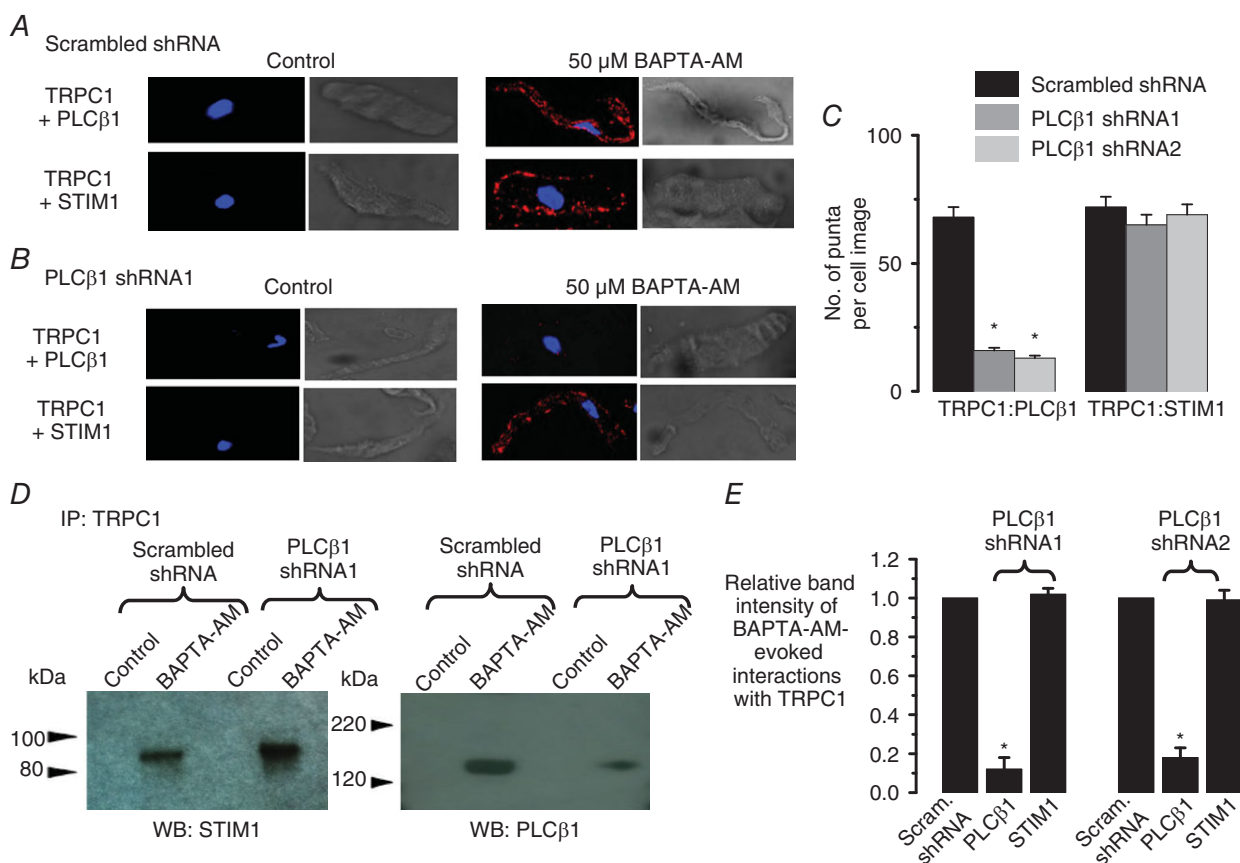 A
Scrambled shRNA
Control
50 µM BAPTA-AM
TRPC1
+ PLCβ1
TRPC1
+ STIM1
B
PLCβ1 shRNA1
Control
50 µM BAPTA-AM
TRPC1
+ PLCβ1
TRPC1
+ STIM1
C
Scrambled shRNA
PLCβ1 shRNA1
PLCβ1 shRNA2
No. of punta
per cell image
100
50
0
*
*
TRPC1:PLCβ1
TRPC1:STIM1
D
IP: TRPC1
Scrambled
shRNA
PLCβ1
shRNA1
Control
BAPTA-AM
Control
BAPTA-AM
kDa
100
80
WB: STIM1
Scrambled
shRNA
PLCβ1
shRNA1
Control
BAPTA-AM
Control
BAPTA-AM
kDa
220
120
WB: PLCβ1
E
PLCβ1
shRNA1
PLCβ1
shRNA2
Relative band
intensity of
BAPTA-AM-
evoked
interactions
with TRPC1
1.2
1.0
0.8
0.6
0.4
0.2
0.0
*
*
Scram.
shRNA
PLCβ1
STIM1
Scram.
shRNA
PLCβ1
STIM1